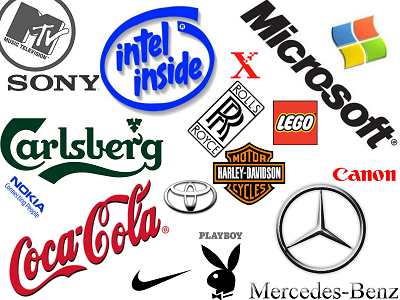 MTV
MUSIC TELEVISION®
SONY
intel®
inside
Microsoft®
X
ROLLS
RR
ROYCE
LEGO
Carlsberg
MOTOR
HARLEY-DAVIDSON
CYCLES
Canon
NOKIA
Connecting People
Coca-Cola®
PLAYBOY
Mercedes-Benz